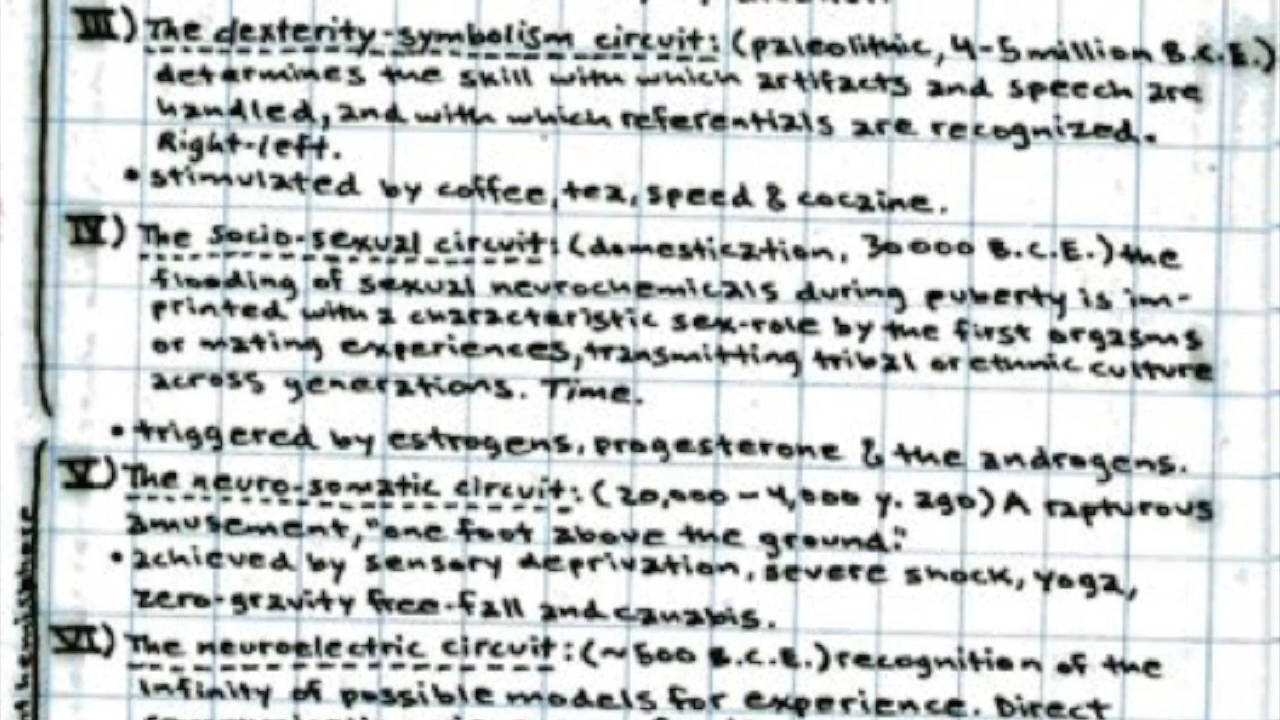 III) The dexterity-symbolism circuit: (paleolithic, 4-5 million B.C.E.)
determines the skill with which artifacts and speech are
handled, and with which referentials are recognized.
Right-left.
• stimulated by coffee, tea, speed & cocaine.
IV) The socio-sexual circuit: (domestication, 30000 B.C.E.) the
flooding of sexual neurochemicals during puberty is im-
printed with a characteristic sex-role by the first orgasms
or mating experiences, transmitting tribal or ethnic culture
across generations. Time.
• triggered by estrogens, progesterone & the androgens.
V) The neuro-somatic circuit: (20,000 - 4,000 y. ago) A rapturous
amusement, "one foot above the ground."
• achieved by sensory deprivation, severe shock, yoga,
zero-gravity free-fall and canabis.
VI) The neuroelectric circuit: (~500 B.C.E.) recognition of the
infinity of possible models for experience. Direct
hemisphere